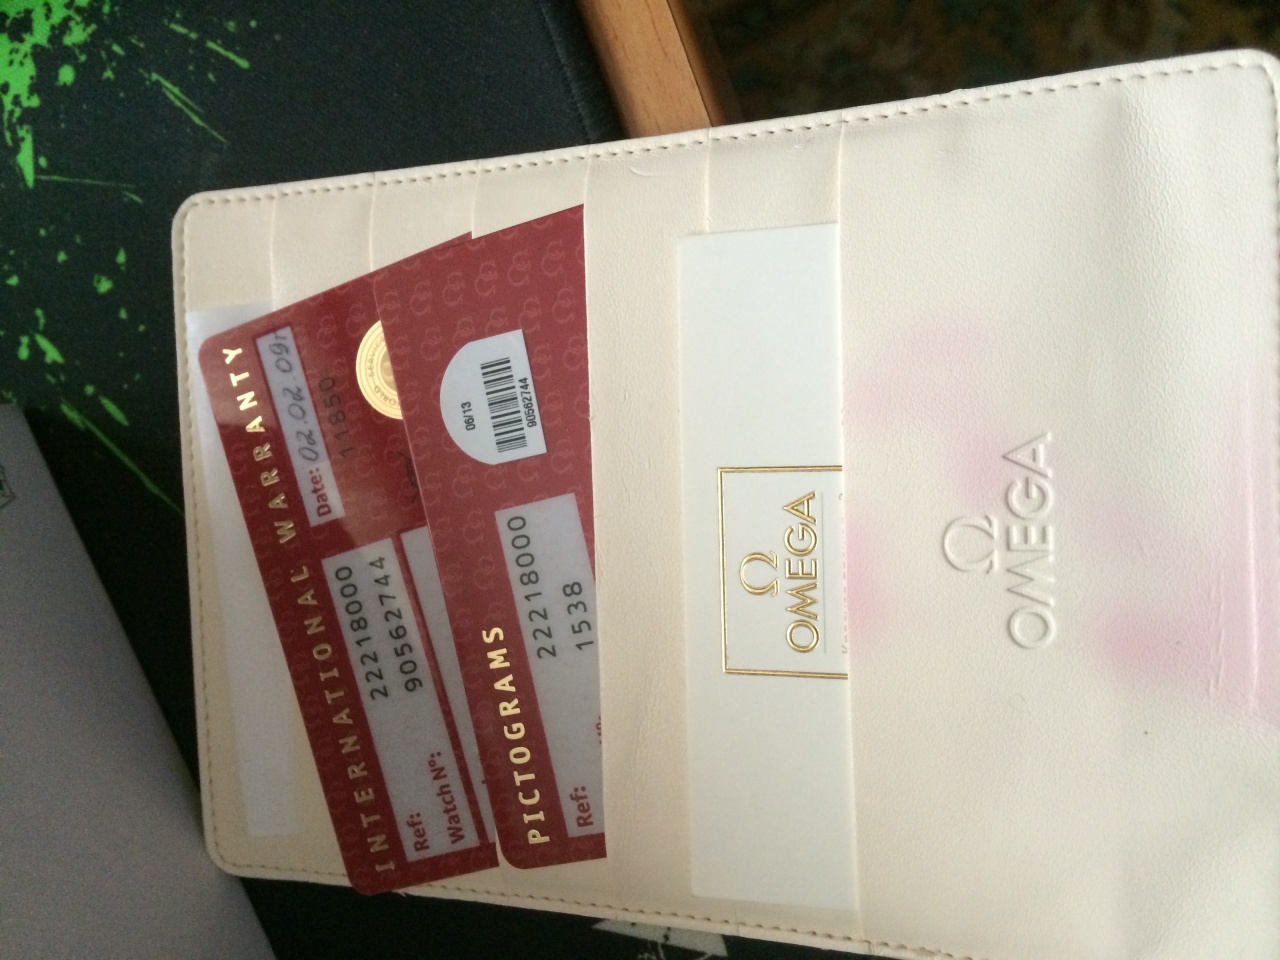 INTERNATIONAL WARRANTY
Ref: 22218000
Watch Nº: 90562744
Date: 02.02.09г
11850
PICTOGRAMS
Ref: 22218000
1538
06/13
90562744
Ω
OMEGA
Ω
OMEGA